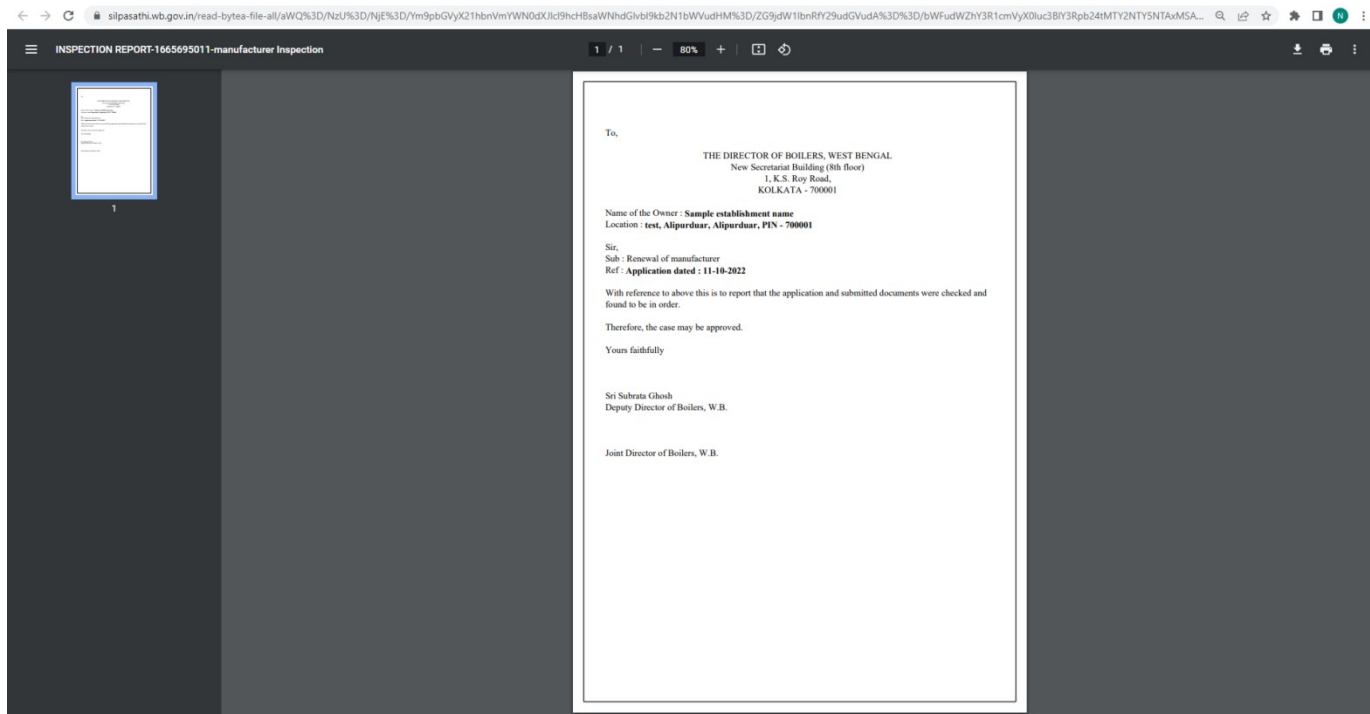 silpasathi.wb.gov.in/read-bytea-file-all/aWQ%3D/NzU%3D/NjE%3D/Ym9pbGVyX21hbnVmYWN0dXJlcl9hcHBsaWNhdGlvbl9kb2N1bWVudHM%3D/ZG9jdW1lbnRfY29udGVudA%3D%3D/bWFudWZhY3R1cmVyX0luc3BlY3Rpb24tMTY2NTY5NTAxMSA...
N
INSPECTION REPORT-1665695011-manufacturer Inspection
1 / 1
80%
1
To,
THE DIRECTOR OF BOILERS, WEST BENGAL
New Secretariat Building (8th floor)
1, K.S. Roy Road,
KOLKATA - 700001
Name of the Owner : Sample establishment name
Location : test, Alipurduar, Alipurduar, PIN - 700001
Sir,
Sub : Renewal of manufacturer
Ref : Application dated : 11-10-2022
With reference to above this is to report that the application and submitted documents were checked and
found to be in order.
Therefore, the case may be approved.
Yours faithfully
Sri Subrata Ghosh
Deputy Director of Boilers, W.B.
Joint Director of Boilers, W.B.